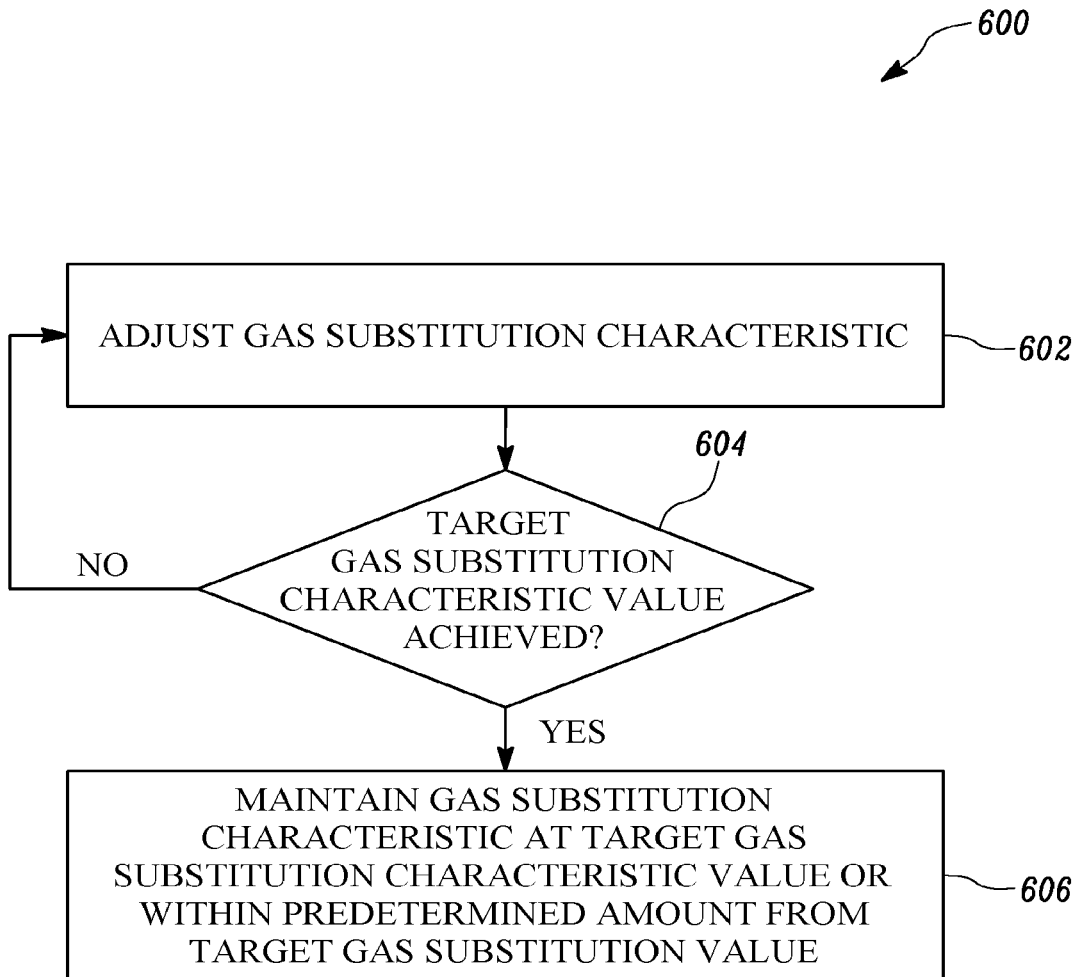 600
ADJUST GAS SUBSTITUTION CHARACTERISTIC
602
604
TARGET
GAS SUBSTITUTION
CHARACTERISTIC VALUE
ACHIEVED?
NO
YES
MAINTAIN GAS SUBSTITUTION
CHARACTERISTIC AT TARGET GAS
SUBSTITUTION CHARACTERISTIC VALUE OR
WITHIN PREDETERMINED AMOUNT FROM
TARGET GAS SUBSTITUTION VALUE
606